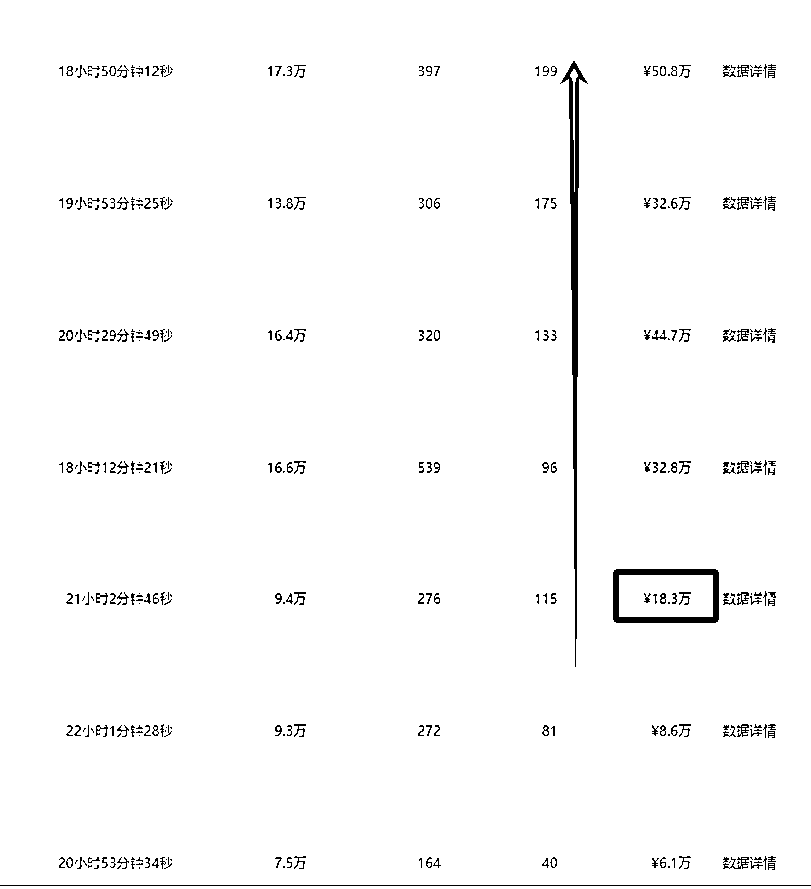 18小时50分钟12秒 17.3万 397 199 ¥50.8万 数据详情
19小时53分钟25秒 13.8万 306 175 ¥32.6万 数据详情
20小时29分钟49秒 16.4万 320 133 ¥44.7万 数据详情
18小时12分钟21秒 16.6万 539 96 ¥32.8万 数据详情
21小时2分钟46秒 9.4万 276 115 ¥18.3万 数据详情
22小时1分钟28秒 9.3万 272 81 ¥8.6万 数据详情
20小时53分钟34秒 7.5万 164 40 ¥6.1万 数据详情